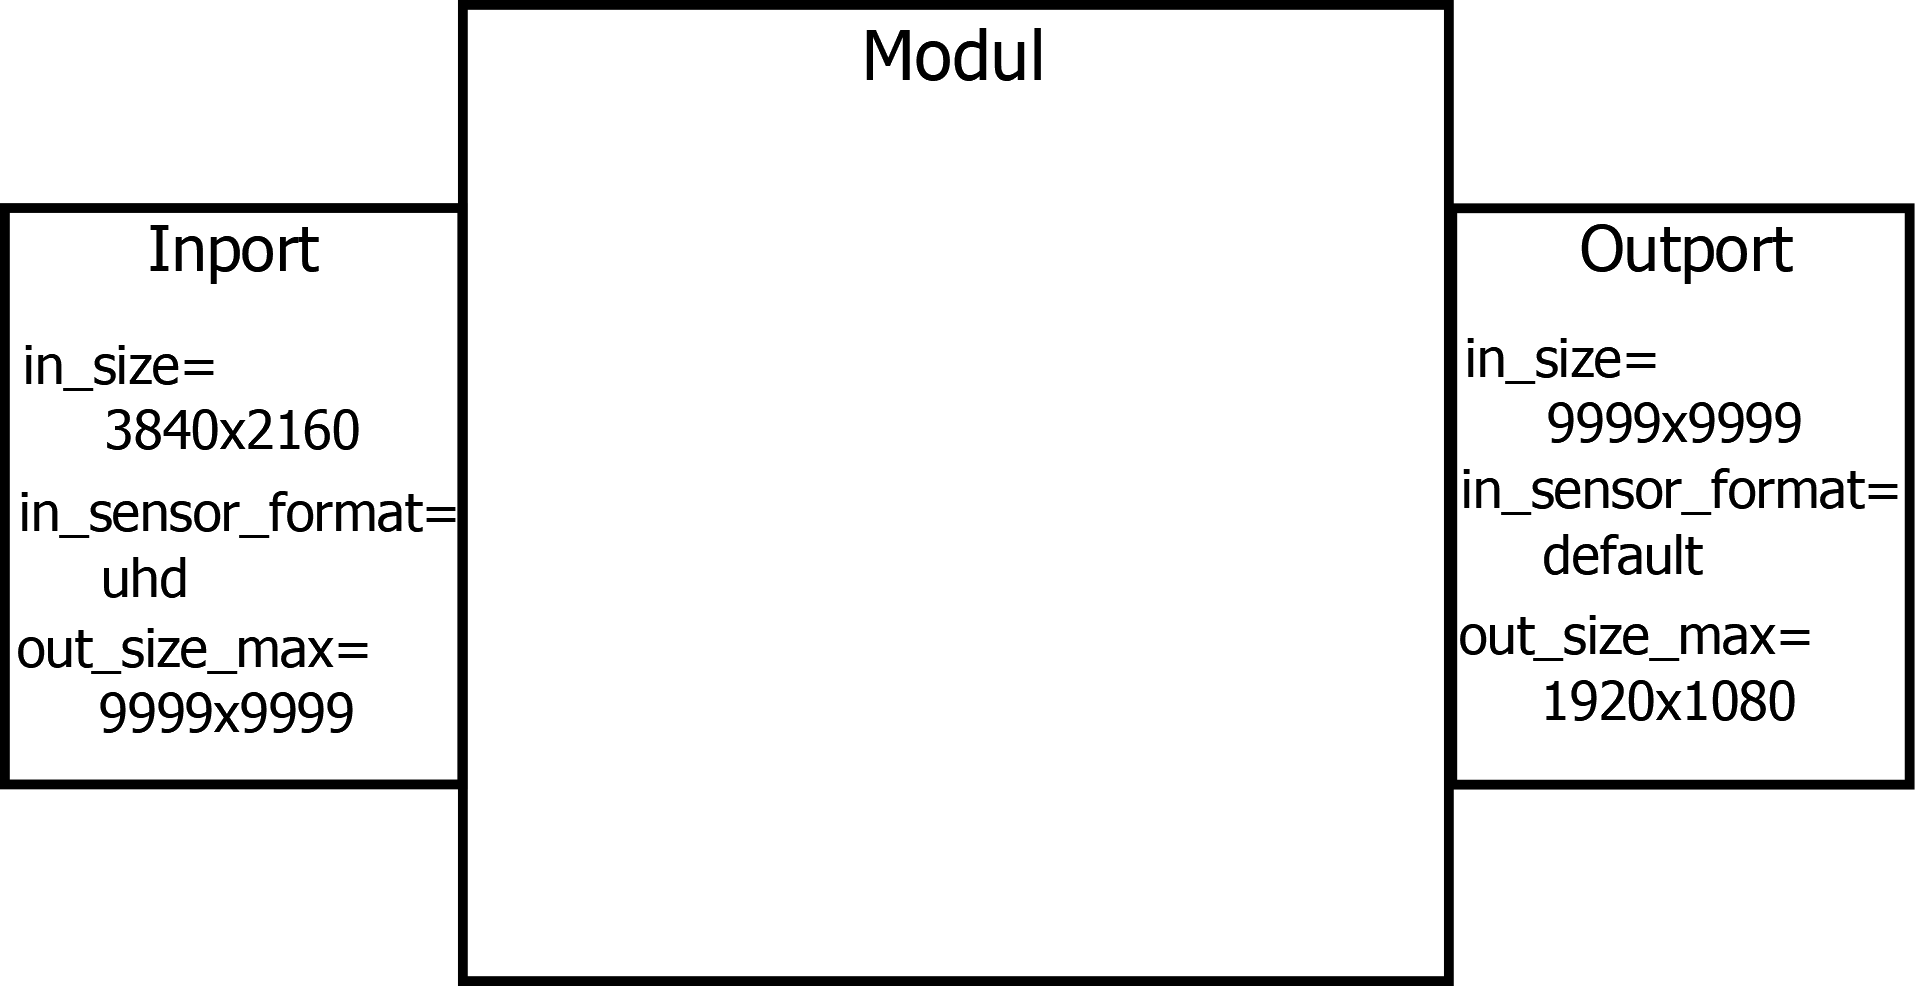 Modul
Inport
in_size=
3840x2160
in_sensor_format=
uhd
out_size_max=
9999x9999
Outport
in_size=
9999x9999
in_sensor_format=
default
out_size_max=
1920x1080